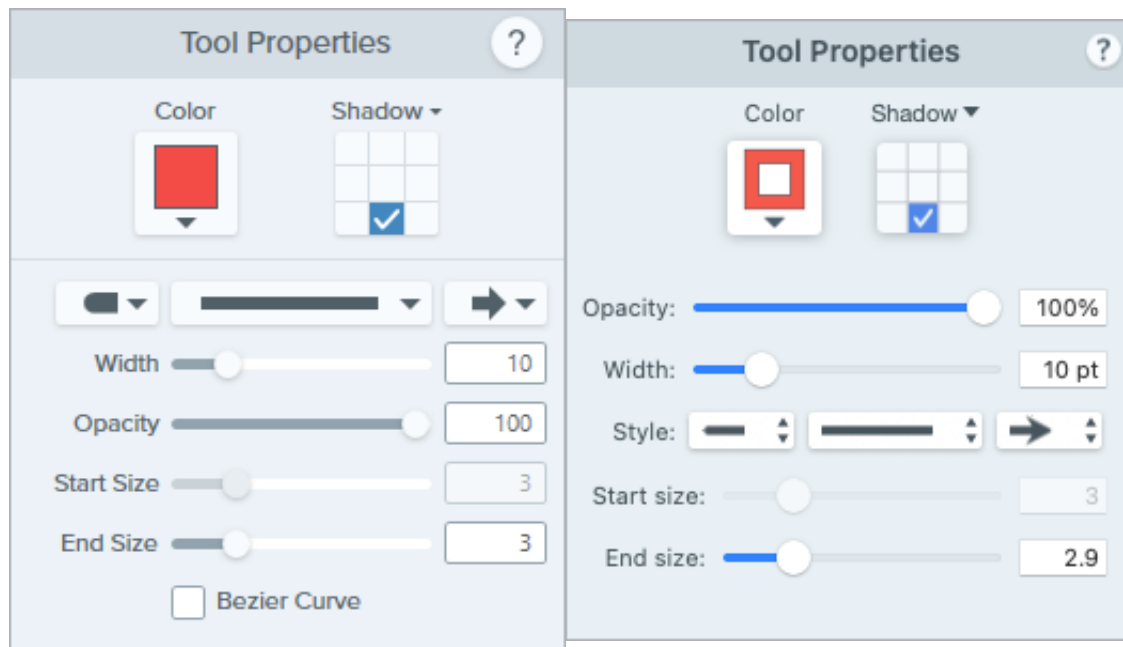 Tool Properties ?
Color Shadow
Width 10
Opacity 100
Start Size 3
End Size 3
Bezier Curve
Tool Properties ?
Color Shadow
Opacity: 100%
Width: 10 pt
Style:
Start size: 3
End size: 2.9